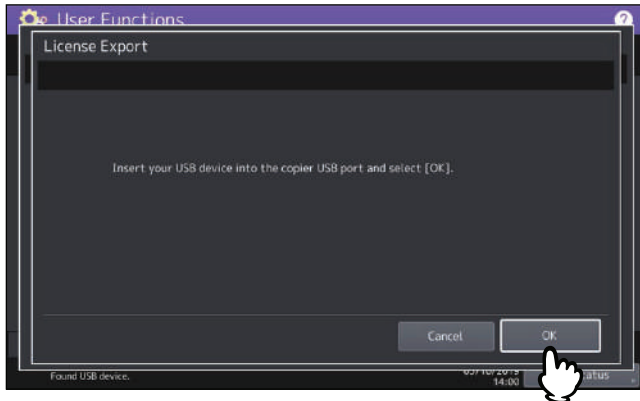 User Functions
?
License Export
Insert your USB device into the copier USB port and select [OK].
Cancel
OK
Found USB device.
14:00